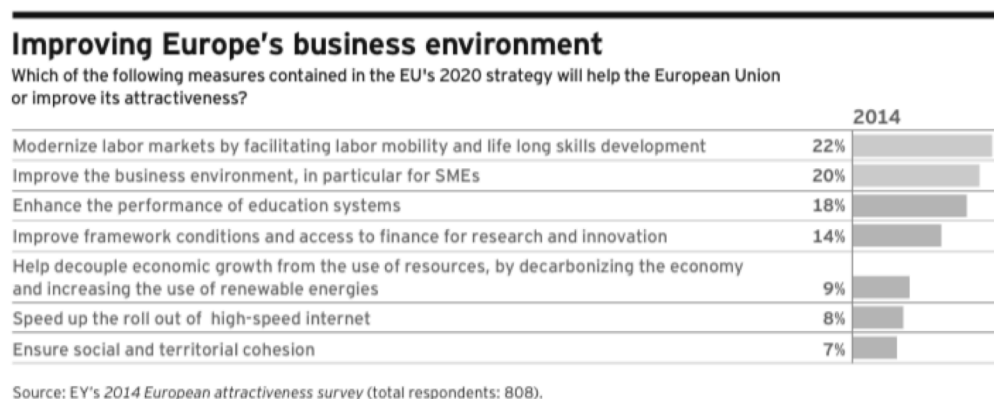 Improving Europe's business environment
Which of the following measures contained in the EU's 2020 strategy will help the European Union
or improve its attractiveness?
2014
Modernize labor markets by facilitating labor mobility and life long skills development 22%
Improve the business environment, in particular for SMEs 20%
Enhance the performance of education systems 18%
Improve framework conditions and access to finance for research and innovation 14%
Help decouple economic growth from the use of resources, by decarbonizing the economy
and increasing the use of renewable energies 9%
Speed up the roll out of high-speed internet 8%
Ensure social and territorial cohesion 7%
Source: EY's 2014 European attractiveness survey (total respondents: 808).